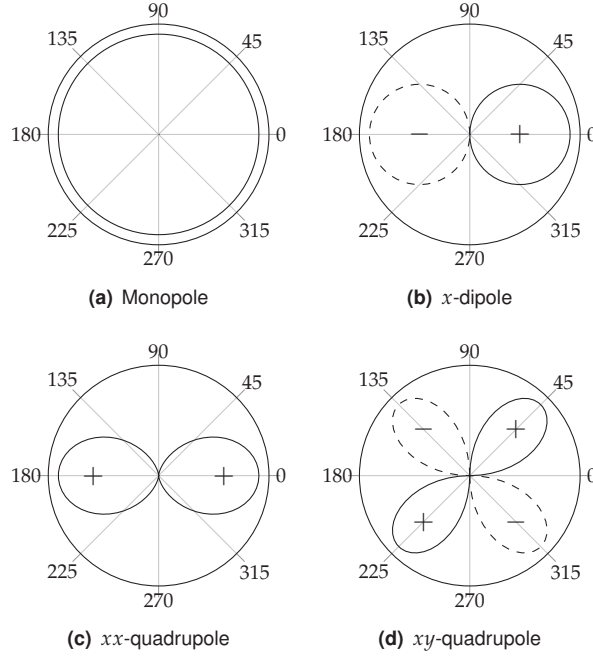 90 90
135 45 135 45
180 0 180 − + 0
225 315 225 315
270 270
(a) Monopole (b) x-dipole
90 90
135 45 135 45
− +
180 + + 0 180 0
+ −
225 315 225 315
270 270
(c) xx-quadrupole (d) xy-quadrupole